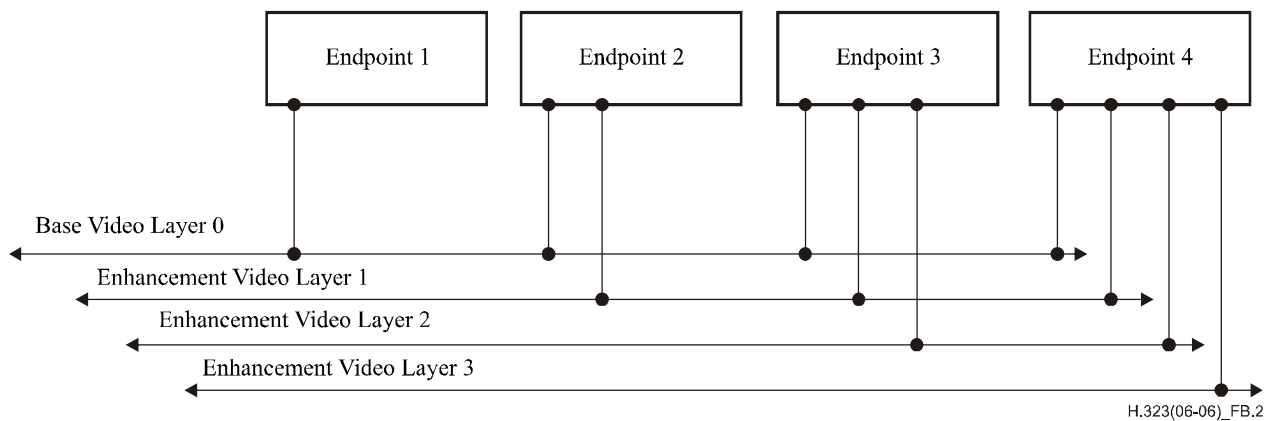 Endpoint 1
Endpoint 2
Endpoint 3
Endpoint 4
Base Video Layer 0
Enhancement Video Layer 1
Enhancement Video Layer 2
Enhancement Video Layer 3
H.323(06-06)_FB.2